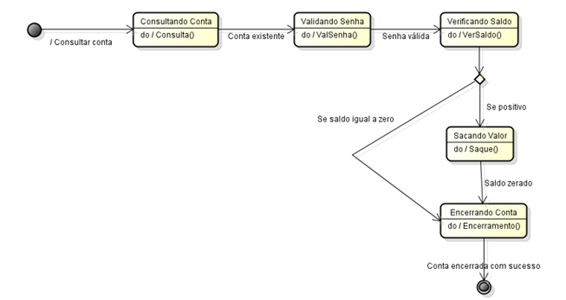 Consultando Conta
do / Consulta()
Validando Senha
do / ValSenha()
Verificando Saldo
do / VerSaldo()
/ Consultar conta
Conta existente
Senha válida
Se positivo
Se saldo igual a zero
Sacando Valor
do / Saque()
Saldo zerado
Encerrando Conta
do / Encerramento()
Conta encerrada com sucesso